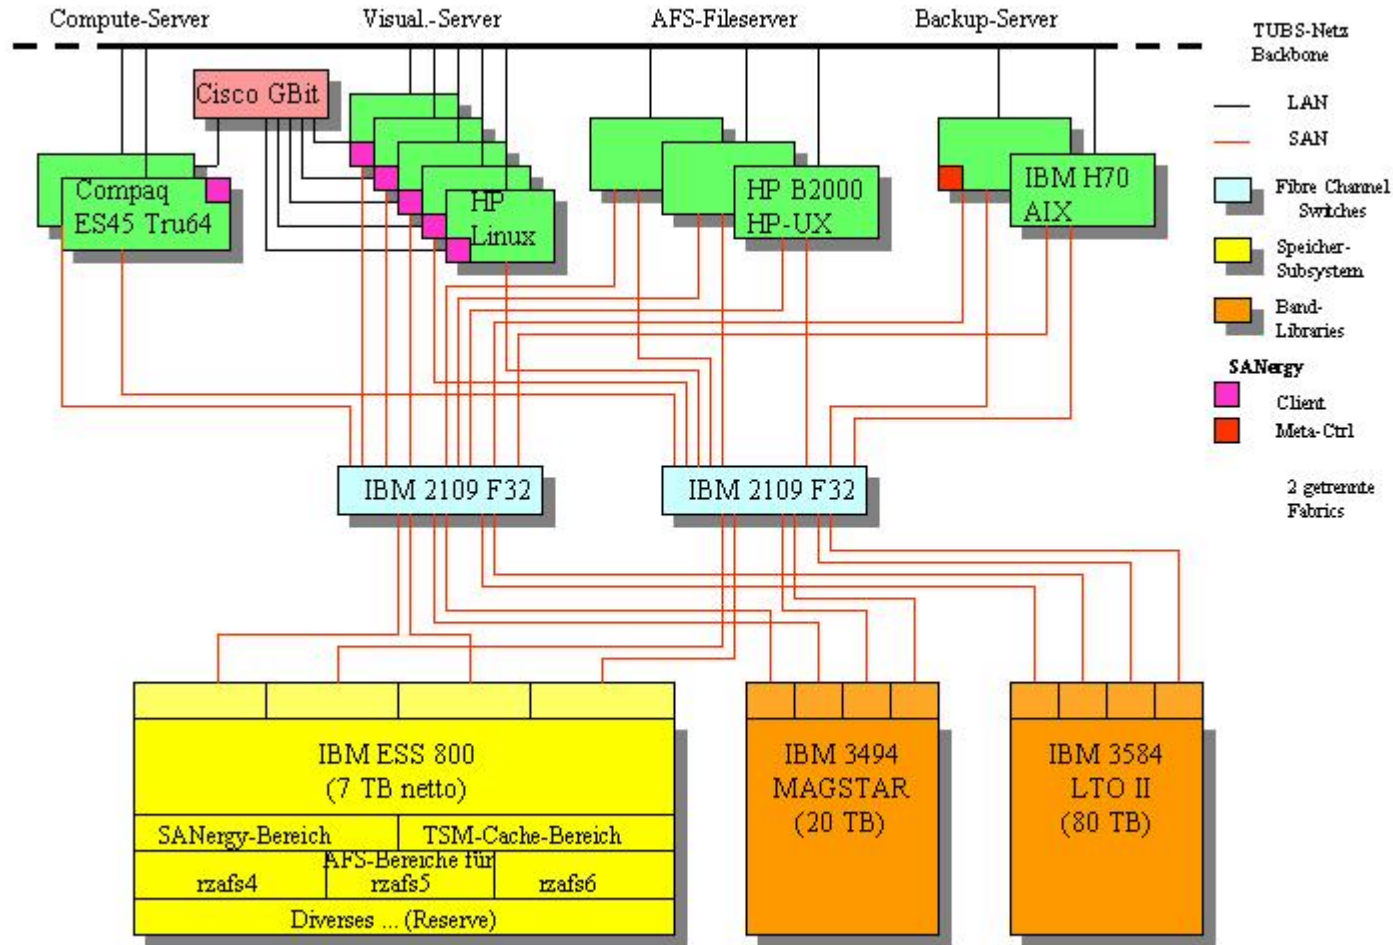 Compute-Server
Visual.-Server
AFS-Fileserver
Backup-Server
TUBS-Netz
Backbone
LAN
SAN
Fibre Channel
Switches
Speicher-
Subsystem
Band-
Libraries
SANergy
Client
Meta-Ctrl
2 getrennte
Fabrics
Cisco GBit
Compaq
ES45 Tru64
HP
Linux
HP B2000
HP-UX
IBM H70
AIX
IBM 2109 F32
IBM 2109 F32
IBM ESS 800
(7 TB netto)
SANergy-Bereich
TSM-Cache-Bereich
AFS-Bereiche für
rzafs4
rzafs5
rzafs6
Diverses ... (Reserve)
IBM 3494
MAGSTAR
(20 TB)
IBM 3584
LTO II
(80 TB)